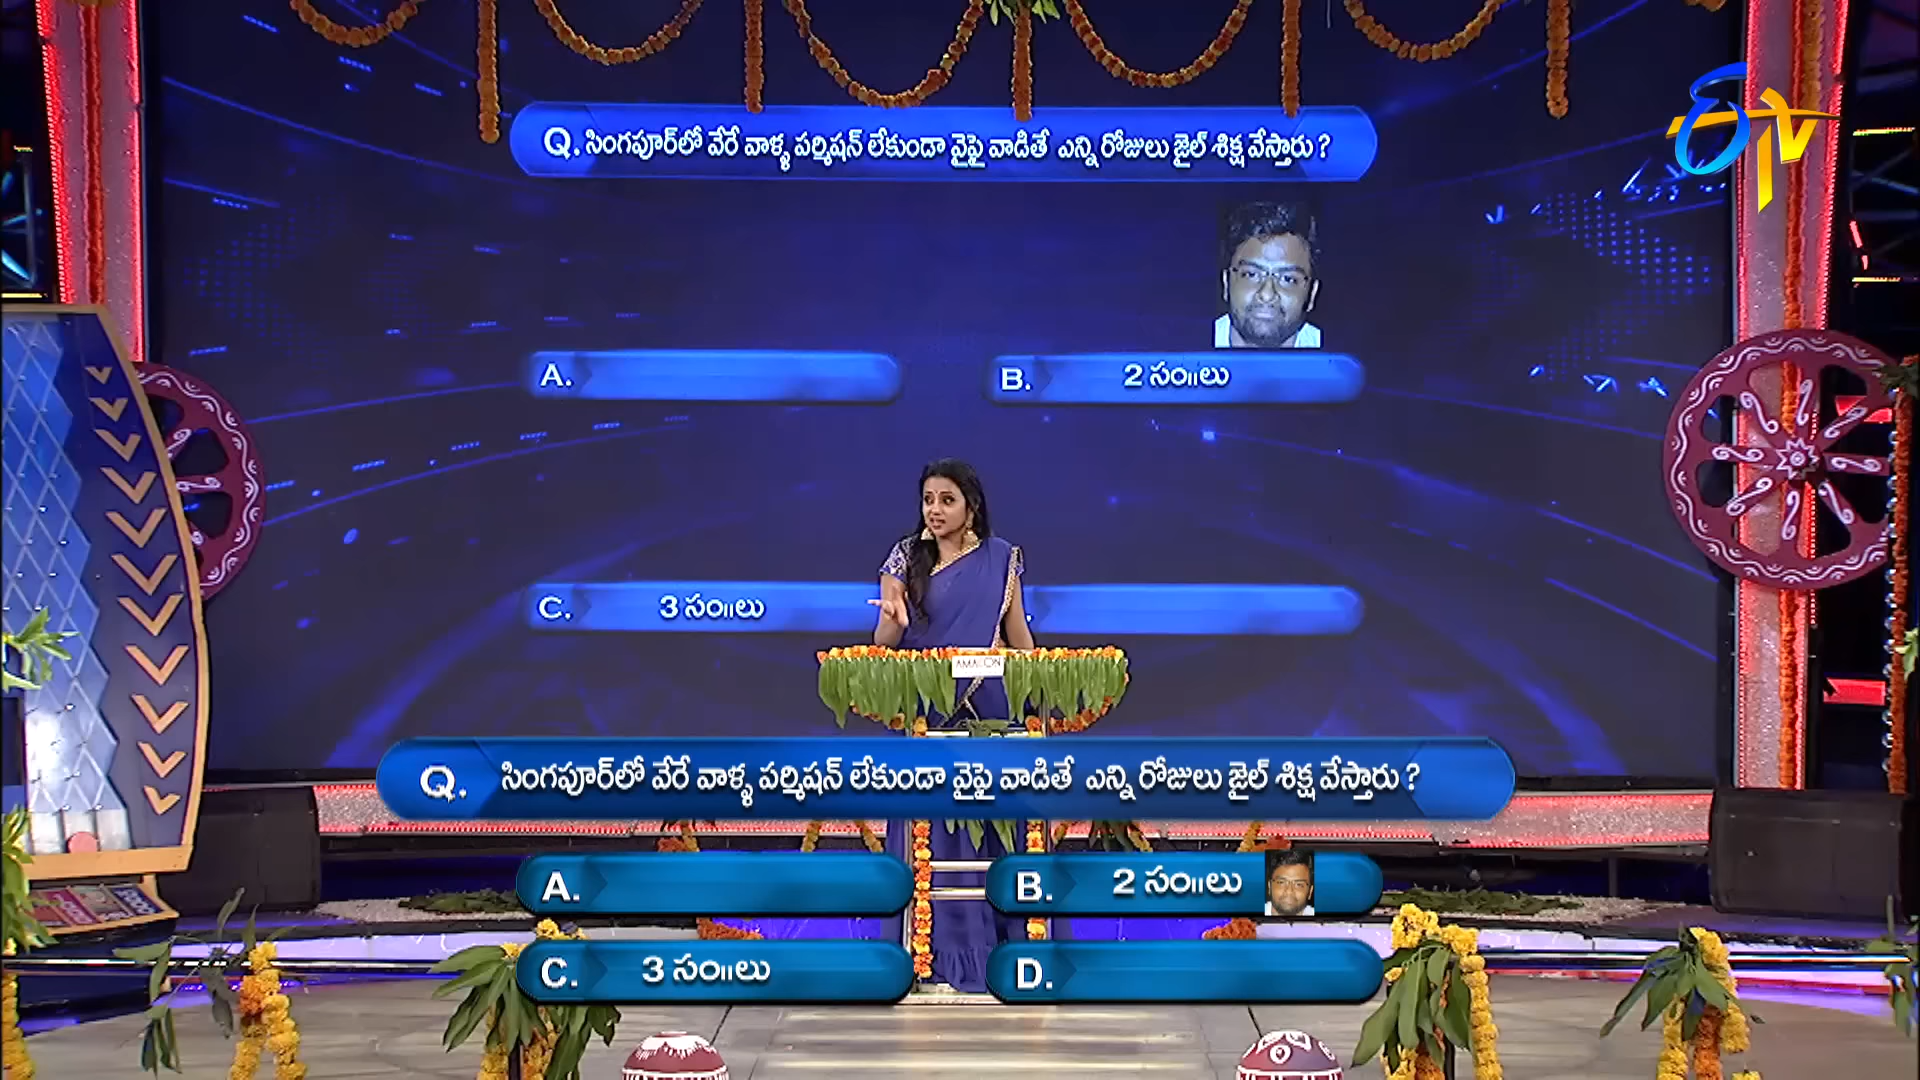 Q. సింగపూర్‌లో వేరే వాళ్ళ పర్మిషన్ లేకుండా వైఫై వాడితే ఎన్ని రోజులు జైల్ శిక్ష వేస్తారు ?
ETV
A.
B. 2 సం॥లు
C. 3 సం॥లు
Q. సింగపూర్‌లో వేరే వాళ్ళ పర్మిషన్ లేకుండా వైఫై వాడితే ఎన్ని రోజులు జైల్ శిక్ష వేస్తారు ?
A.
B. 2 సం॥లు
C. 3 సం॥లు
D.